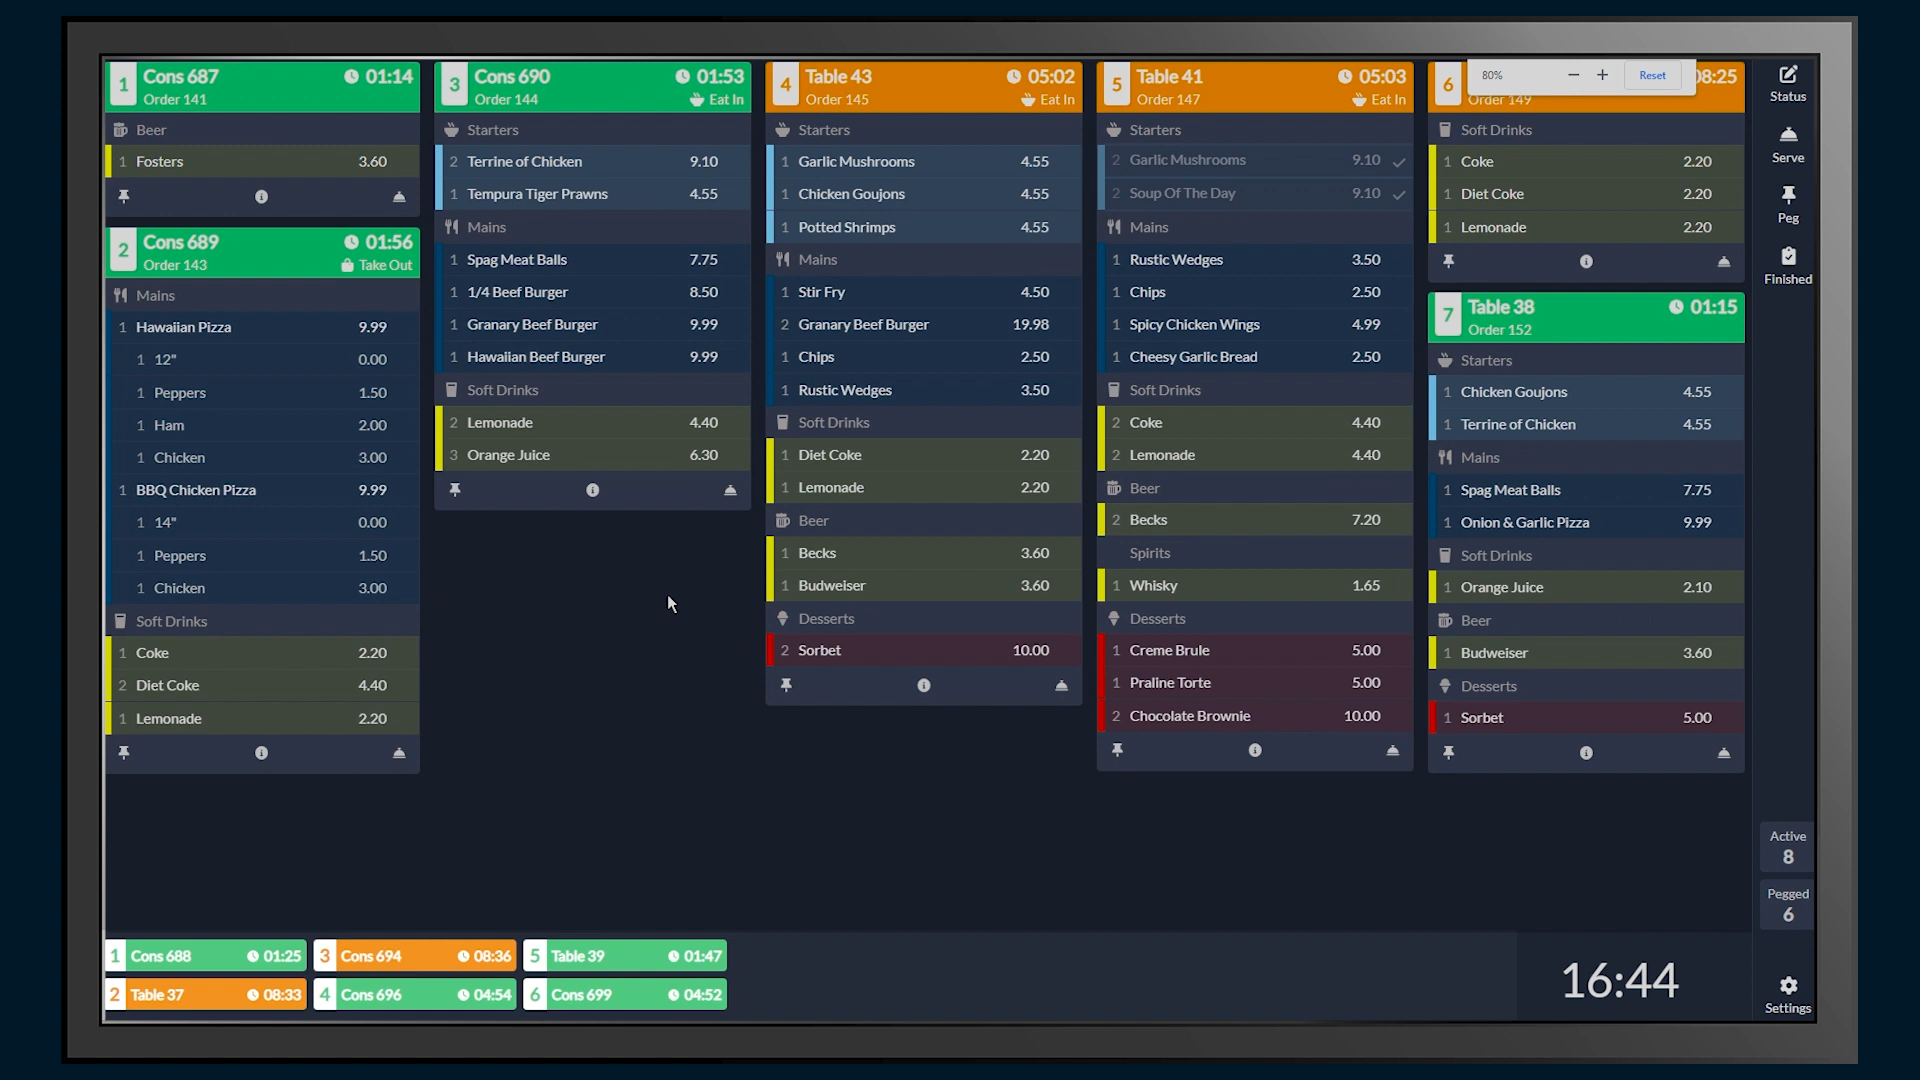 1 Cons 687 01:14
Order 141
Beer
1 Fosters 3.60
2 Cons 689 01:56
Order 143 Take Out
Mains
1 Hawaiian Pizza 9.99
1 12" 0.00
1 Peppers 1.50
1 Ham 2.00
1 Chicken 3.00
1 BBQ Chicken Pizza 9.99
1 14" 0.00
1 Peppers 1.50
1 Chicken 3.00
Soft Drinks
1 Coke 2.20
2 Diet Coke 4.40
1 Lemonade 2.20
3 Cons 690 01:53
Order 144 Eat In
Starters
2 Terrine of Chicken 9.10
1 Tempura Tiger Prawns 4.55
Mains
1 Spag Meat Balls 7.75
1 1/4 Beef Burger 8.50
1 Granary Beef Burger 9.99
1 Hawaiian Beef Burger 9.99
Soft Drinks
2 Lemonade 4.40
3 Orange Juice 6.30
4 Table 43 05:02
Order 145 Eat In
Starters
1 Garlic Mushrooms 4.55
1 Chicken Goujons 4.55
1 Potted Shrimps 4.55
Mains
1 Stir Fry 4.50
2 Granary Beef Burger 19.98
1 Chips 2.50
1 Rustic Wedges 3.50
Soft Drinks
1 Diet Coke 2.20
1 Lemonade 2.20
Beer
1 Becks 3.60
1 Budweiser 3.60
Desserts
2 Sorbet 10.00
5 Table 41 05:03
Order 147 Eat In
Starters
2 Garlic Mushrooms 9.10
2 Soup Of The Day 9.10
Mains
1 Rustic Wedges 3.50
1 Chips 2.50
1 Spicy Chicken Wings 4.99
1 Cheesy Garlic Bread 2.50
Soft Drinks
2 Coke 4.40
2 Lemonade 4.40
Beer
2 Becks 7.20
Spirits
1 Whisky 1.65
Desserts
1 Creme Brule 5.00
1 Praline Torte 5.00
2 Chocolate Brownie 10.00
80% − + Reset
6 08:25
Order 149
Soft Drinks
1 Coke 2.20
1 Diet Coke 2.20
1 Lemonade 2.20
7 Table 38 01:15
Order 152
Starters
1 Chicken Goujons 4.55
1 Terrine of Chicken 4.55
Mains
1 Spag Meat Balls 7.75
1 Onion & Garlic Pizza 9.99
Soft Drinks
1 Orange Juice 2.10
Beer
1 Budweiser 3.60
Desserts
1 Sorbet 5.00
Status
Serve
Peg
Finished
Active
8
Pegged
6
Settings
1 Cons 688 01:25
2 Table 37 08:33
3 Cons 694 08:36
4 Cons 696 04:54
5 Table 39 01:47
6 Cons 699 04:52
16:44